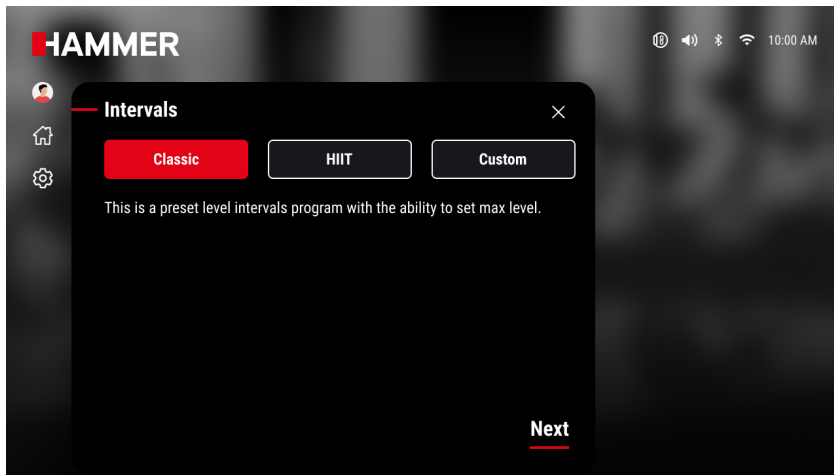 HAMMER
10:00 AM
Intervals
Classic
HIIT
Custom
This is a preset level intervals program with the ability to set max level.
Next